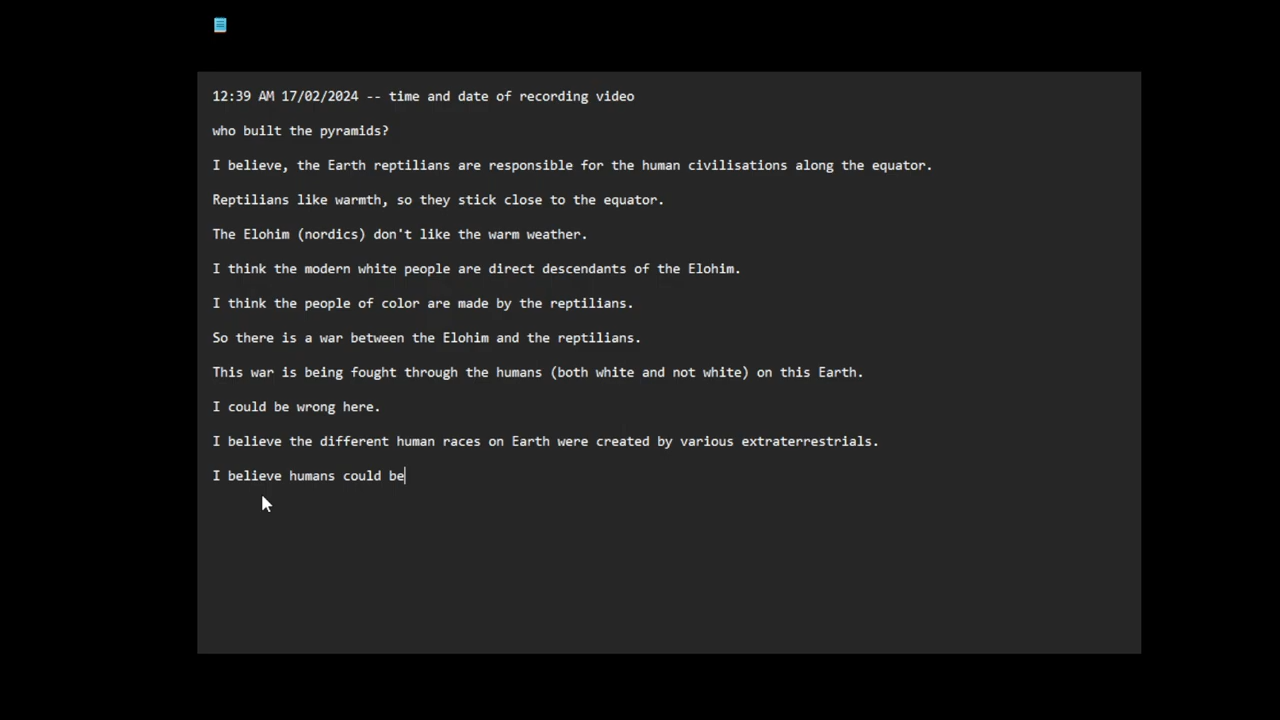 12:39 AM 17/02/2024 -- time and date of recording video
who built the pyramids?
I believe, the Earth reptilians are responsible for the human civilisations along the equator.
Reptilians like warmth, so they stick close to the equator.
The Elohim (nordics) don't like the warm weather.
I think the modern white people are direct descendants of the Elohim.
I think the people of color are made by the reptilians.
So there is a war between the Elohim and the reptilians.
This war is being fought through the humans (both white and not white) on this Earth.
I could be wrong here.
I believe the different human races on Earth were created by various extraterrestrials.
I believe humans could be